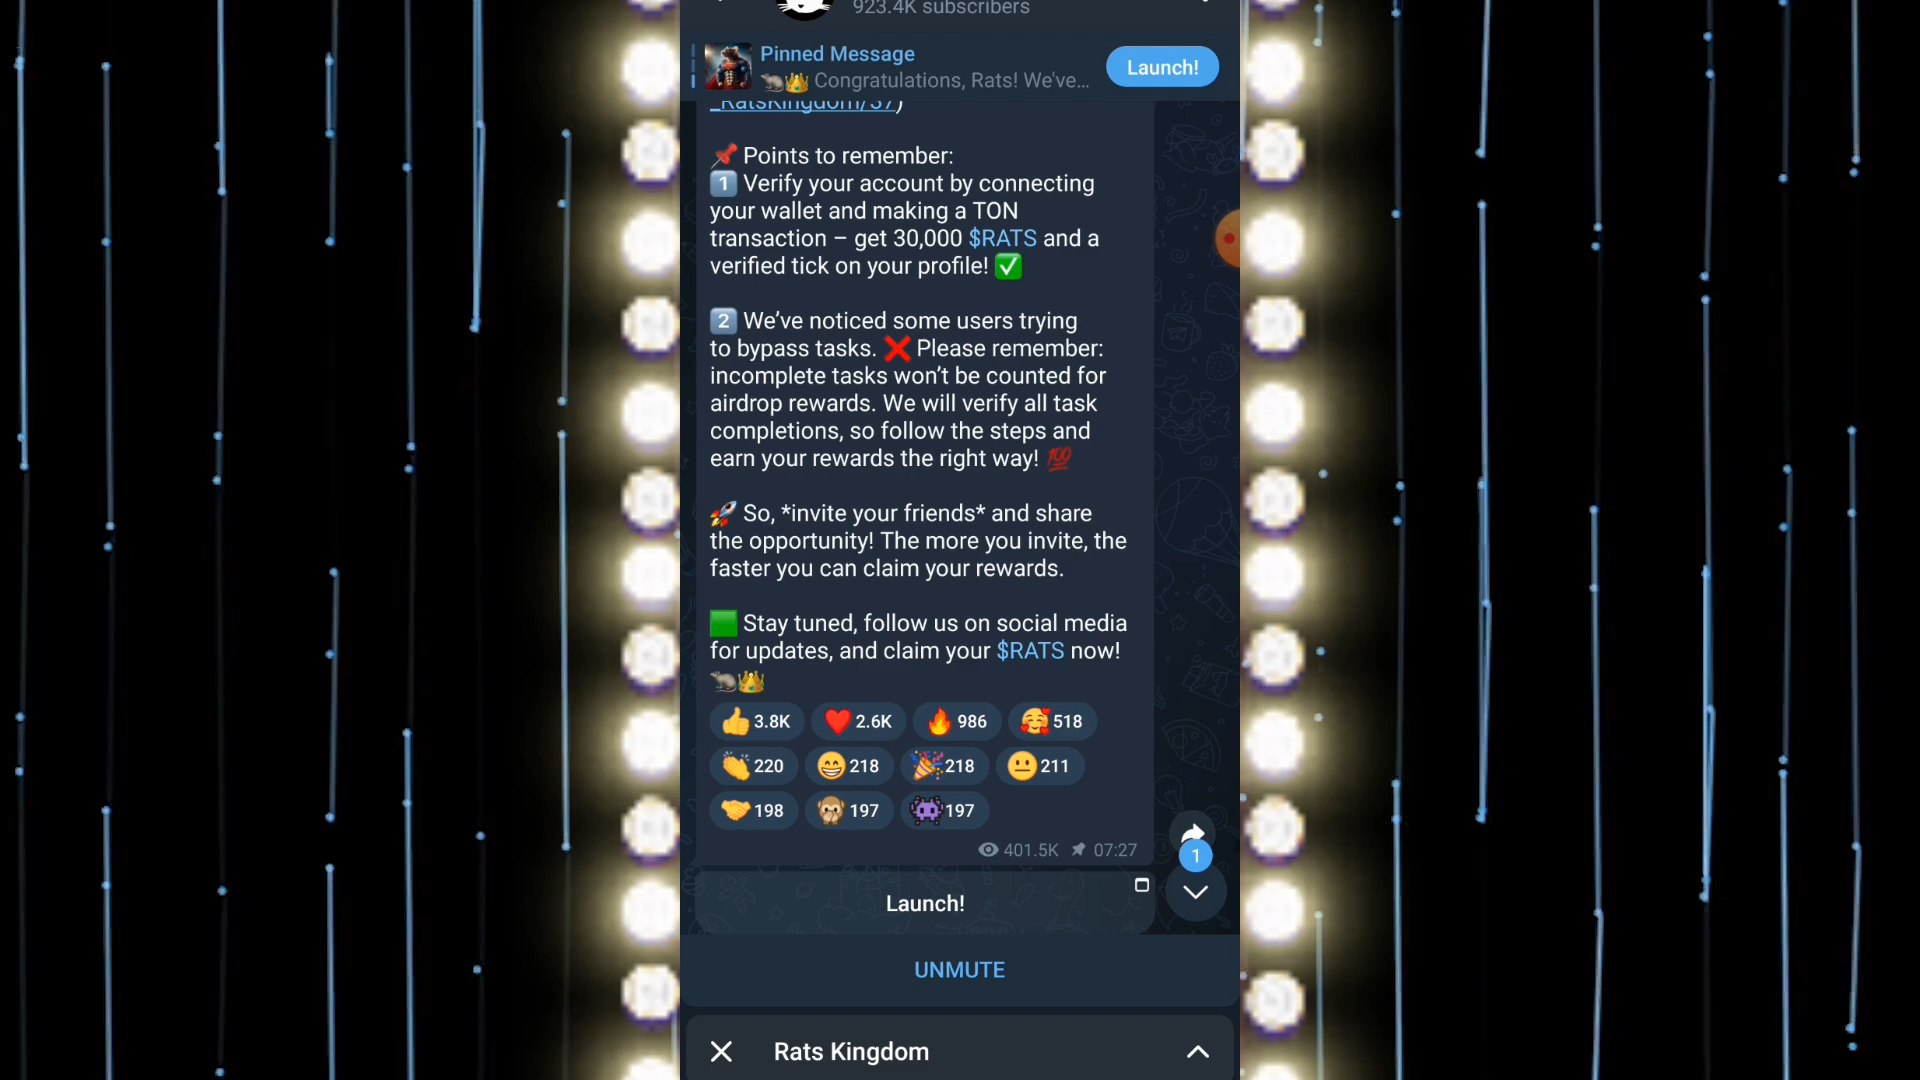 923.4K subscribers
Pinned Message
🐀👑 Congratulations, Rats! We've...
Launch!
_RatsKingdom/37)
📌 Points to remember:
1️⃣ Verify your account by connecting
your wallet and making a TON
transaction – get 30,000 $RATS and a
verified tick on your profile! ✅
2️⃣ We’ve noticed some users trying
to bypass tasks. ❌ Please remember:
incomplete tasks won’t be counted for
airdrop rewards. We will verify all task
completions, so follow the steps and
earn your rewards the right way! 💯
🚀 So, *invite your friends* and share
the opportunity! The more you invite, the
faster you can claim your rewards.
🟩 Stay tuned, follow us on social media
for updates, and claim your $RATS now!
🐀👑
👍 3.8K ❤️ 2.6K 🔥 986 🥰 518
👏 220 😁 218 🎉 218 😐 211
🤝 198 🙊 197 👾 197
401.5K 07:27
1
Launch!
UNMUTE
Rats Kingdom